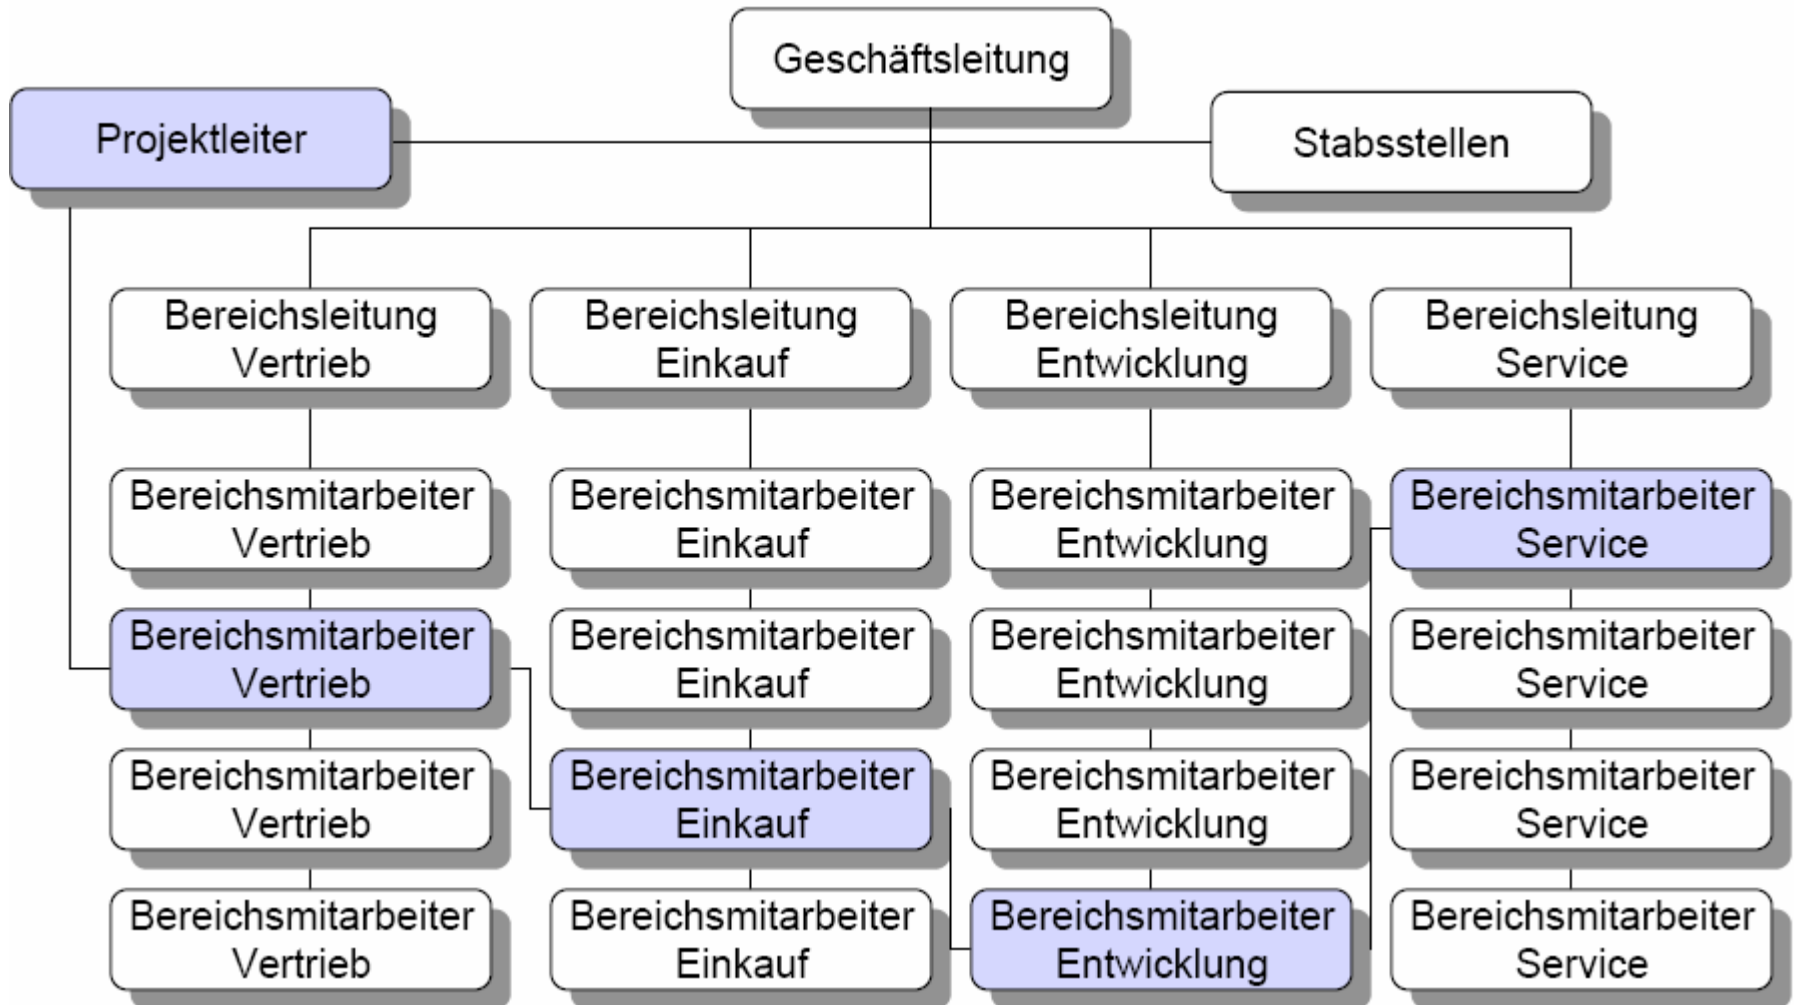 Geschäftsleitung
Projektleiter
Stabsstellen
Bereichsleitung
Vertrieb
Bereichsleitung
Einkauf
Bereichsleitung
Entwicklung
Bereichsleitung
Service
Bereichsmitarbeiter
Vertrieb
Bereichsmitarbeiter
Einkauf
Bereichsmitarbeiter
Entwicklung
Bereichsmitarbeiter
Service
Bereichsmitarbeiter
Vertrieb
Bereichsmitarbeiter
Einkauf
Bereichsmitarbeiter
Entwicklung
Bereichsmitarbeiter
Service
Bereichsmitarbeiter
Vertrieb
Bereichsmitarbeiter
Einkauf
Bereichsmitarbeiter
Entwicklung
Bereichsmitarbeiter
Service
Bereichsmitarbeiter
Vertrieb
Bereichsmitarbeiter
Einkauf
Bereichsmitarbeiter
Entwicklung
Bereichsmitarbeiter
Service